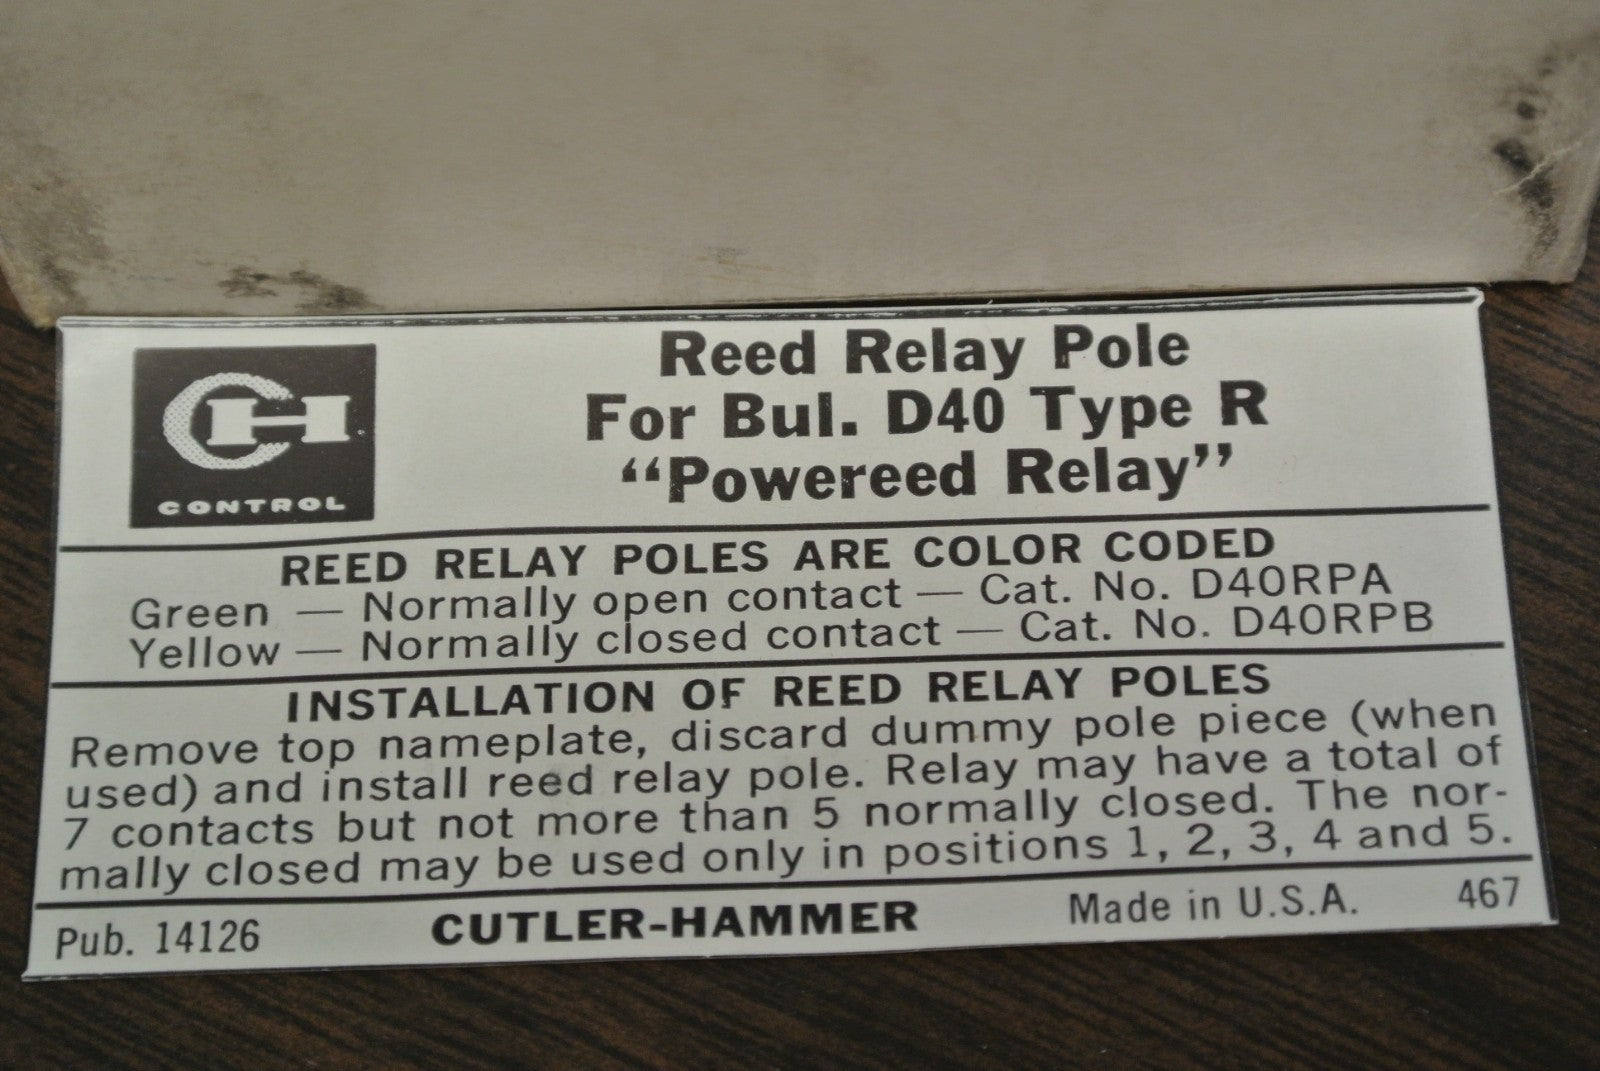 CH
CONTROL
Reed Relay Pole
For Bul. D40 Type R
“Powereed Relay”
REED RELAY POLES ARE COLOR CODED
Green — Normally open contact — Cat. No. D40RPA
Yellow — Normally closed contact — Cat. No. D40RPB
INSTALLATION OF REED RELAY POLES
Remove top nameplate, discard dummy pole piece (when
used) and install reed relay pole. Relay may have a total of
7 contacts but not more than 5 normally closed. The nor-
mally closed may be used only in positions 1, 2, 3, 4 and 5.
Pub. 14126 CUTLER-HAMMER Made in U.S.A. 467